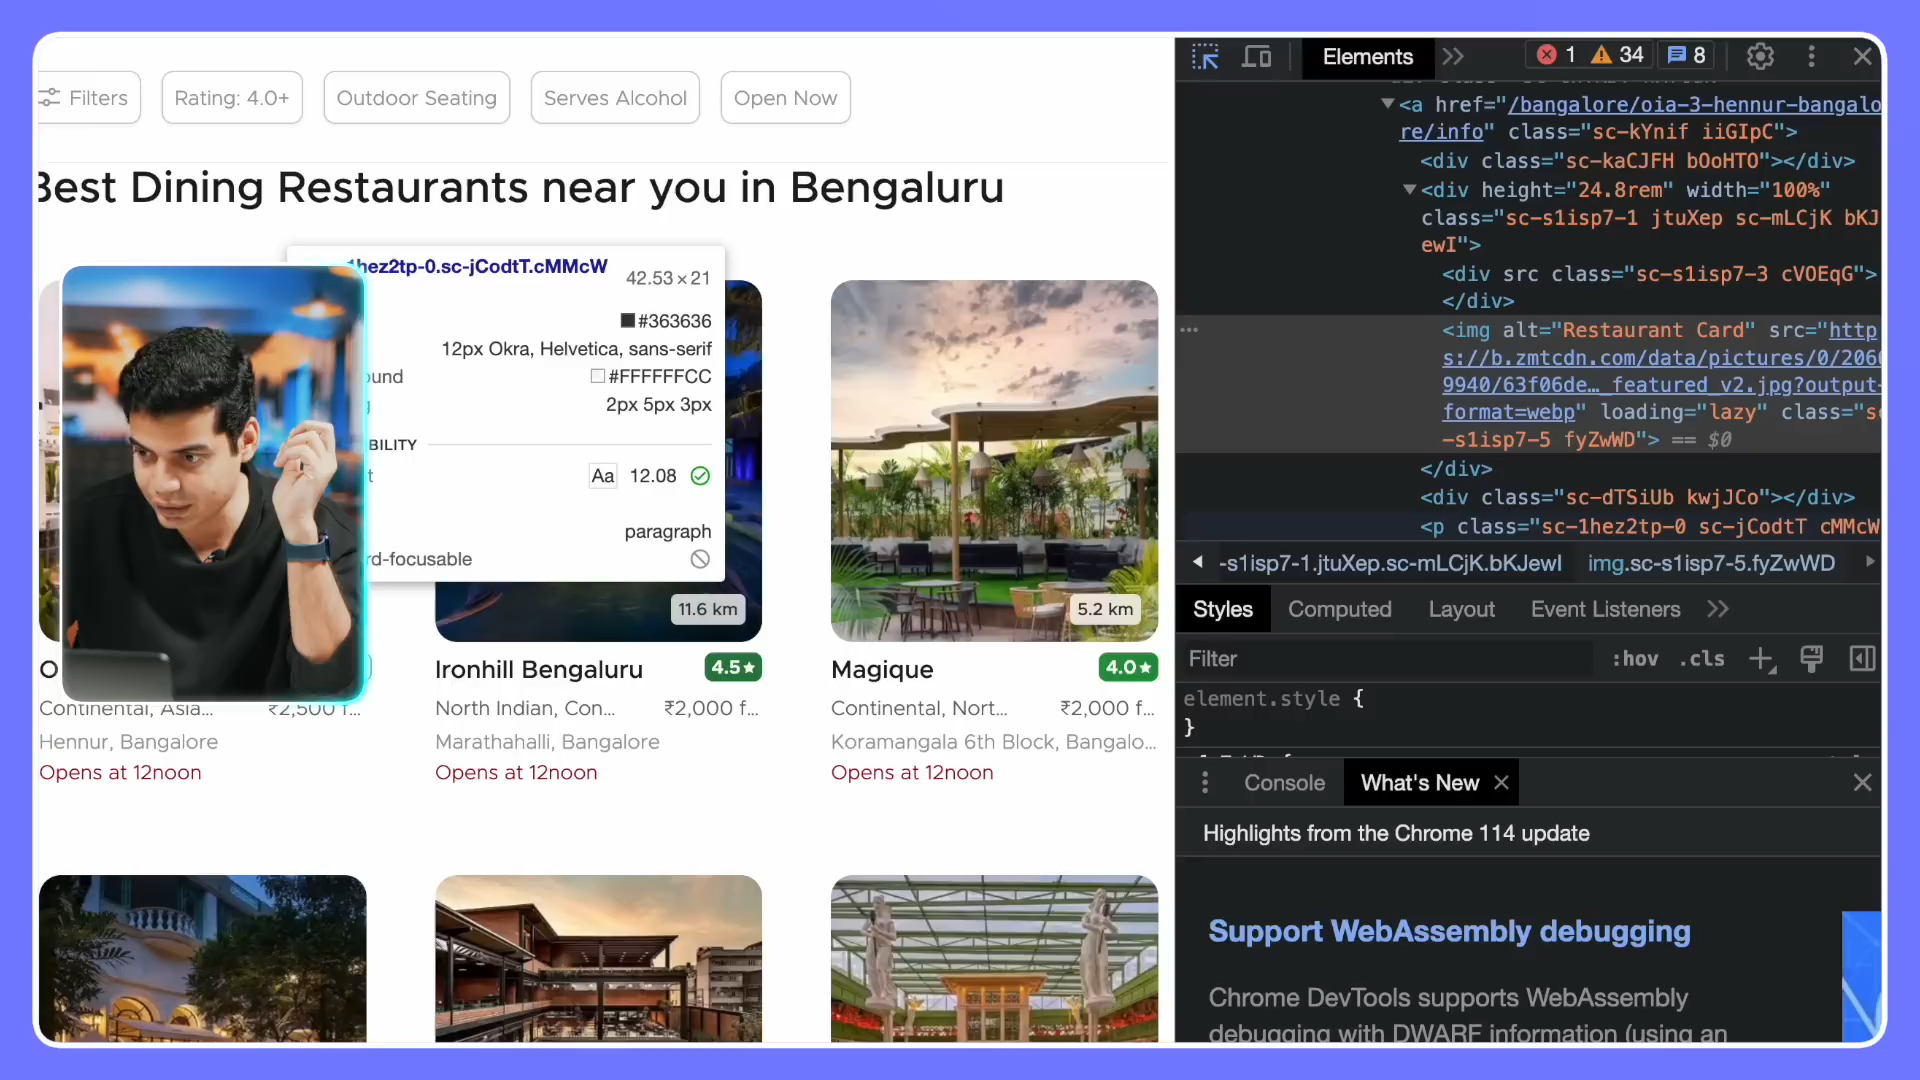 Filters
Rating: 4.0+
Outdoor Seating
Serves Alcohol
Open Now
Best Dining Restaurants near you in Bengaluru
1hez2tp-0.sc-jCodtT.cMMcW
42.53 × 21
#363636
12px Okra, Helvetica, sans-serif
#FFFFFFCC
2px 5px 3px
BILITY
Aa 12.08
paragraph
rd-focusable
11.6 km
5.2 km
O
Continental, Asia...
₹2,500 f...
Hennur, Bangalore
Opens at 12noon
Ironhill Bengaluru
4.5★
North Indian, Con...
₹2,000 f...
Marathahalli, Bangalore
Opens at 12noon
Magique
4.0★
Continental, Nort...
₹2,000 f...
Koramangala 6th Block, Bangalo...
Opens at 12noon
Elements
1
34
8
<a href="/bangalore/oia-3-hennur-bangalo
re/info" class="sc-kYnif iiGIpC">
<div class="sc-kaCJFH bOoHTO"></div>
<div height="24.8rem" width="100%"
class="sc-s1isp7-1 jtuXep sc-mLCjK bKJ
ewI">
<div src class="sc-s1isp7-3 cVOEqG">
</div>
<img alt="Restaurant Card" src="http
s://b.zmtcdn.com/data/pictures/0/206
9940/63f06de…_featured_v2.jpg?output-
format=webp" loading="lazy" class="s
-s1isp7-5 fyZwWD"> == $0
</div>
<div class="sc-dTSiUb kwjJCo"></div>
<p class="sc-1hez2tp-0 sc-jCodtT cMMcW
-s1isp7-1.jtuXep.sc-mLCjK.bKJewI
img.sc-s1isp7-5.fyZwWD
Styles
Computed
Layout
Event Listeners
Filter
:hov
.cls
element.style {
}
Console
What's New
Highlights from the Chrome 114 update
Support WebAssembly debugging
Chrome DevTools supports WebAssembly
debugging with DWARF information (using an